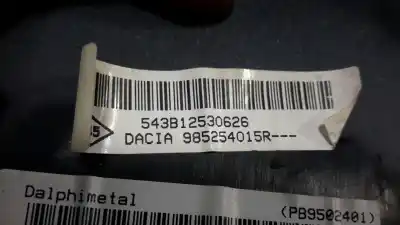 543B12530626
DACIA 985254015R---
Dalphimetal
(PB9502401)